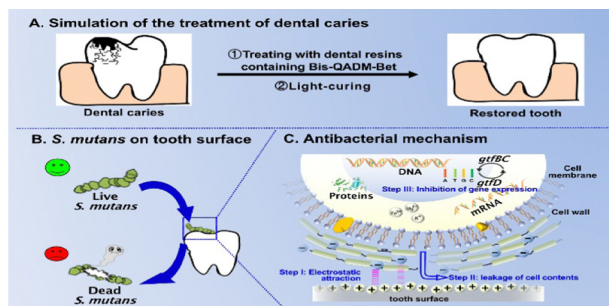 A. Simulation of the treatment of dental caries
①Treating with dental resins
containing Bis-QADM-Bet
②Light-curing
Dental caries
Restored tooth
B. S. mutans on tooth surface
Live
S. mutans
Dead
S. mutans
C. Antibacterial mechanism
DNA
A T G C
gtfBC
gtfD
Step III: Inhibition of gene expression
Proteins
mRNA
Cell
membrane
Cell wall
Step I: Electrostatic
attraction
Step II: leakage of cell contents
tooth surface